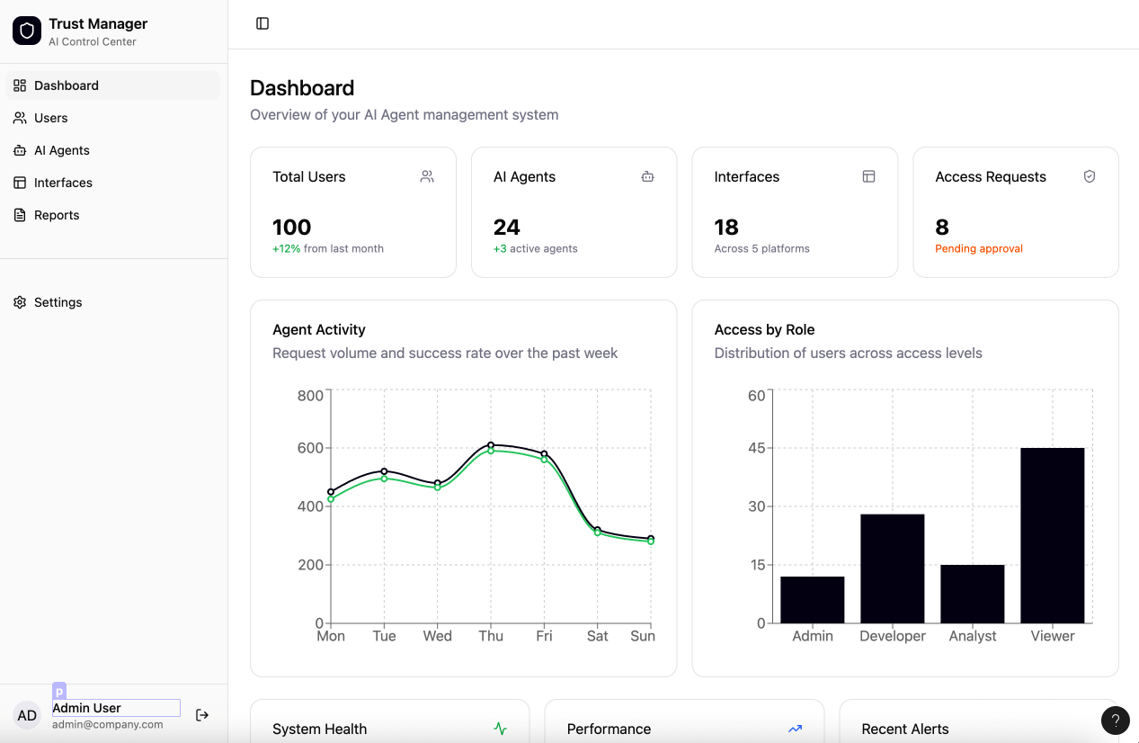 Trust Manager
AI Control Center
Dashboard
Users
AI Agents
Interfaces
Reports
Settings
p
AD
Admin User
admin@company.com
Dashboard
Overview of your AI Agent management system
Total Users
100
+12% from last month
AI Agents
24
+3 active agents
Interfaces
18
Across 5 platforms
Access Requests
8
Pending approval
Agent Activity
Request volume and success rate over the past week
800
600
400
200
0
Mon Tue Wed Thu Fri Sat Sun
Access by Role
Distribution of users across access levels
60
45
30
15
0
Admin Developer Analyst Viewer
System Health
Performance
Recent Alerts
?